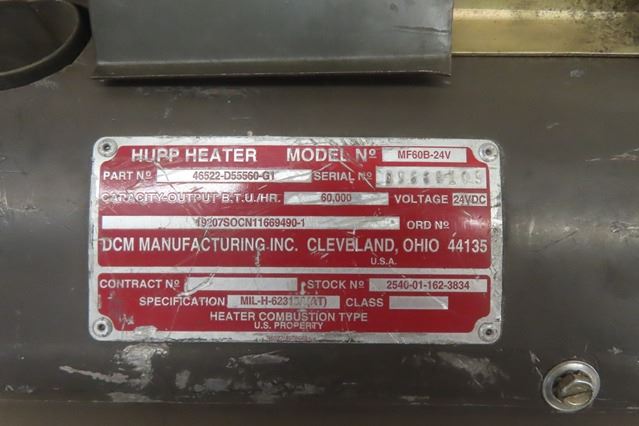 HUPP HEATER MODEL Nº MF60B-24V
PART Nº 46522-D55560-G1 SERIAL Nº
CAPACITY-OUTPUT B.T.U./HR. 60,000 VOLTAGE 24VDC
19207SOCN11669490-1 ORD Nº
DCM MANUFACTURING INC. CLEVELAND, OHIO 44135
U.S.A.
CONTRACT Nº STOCK Nº 2540-01-162-3834
SPECIFICATION CLASS
HEATER COMBUSTION TYPE
U.S. PROPERTY